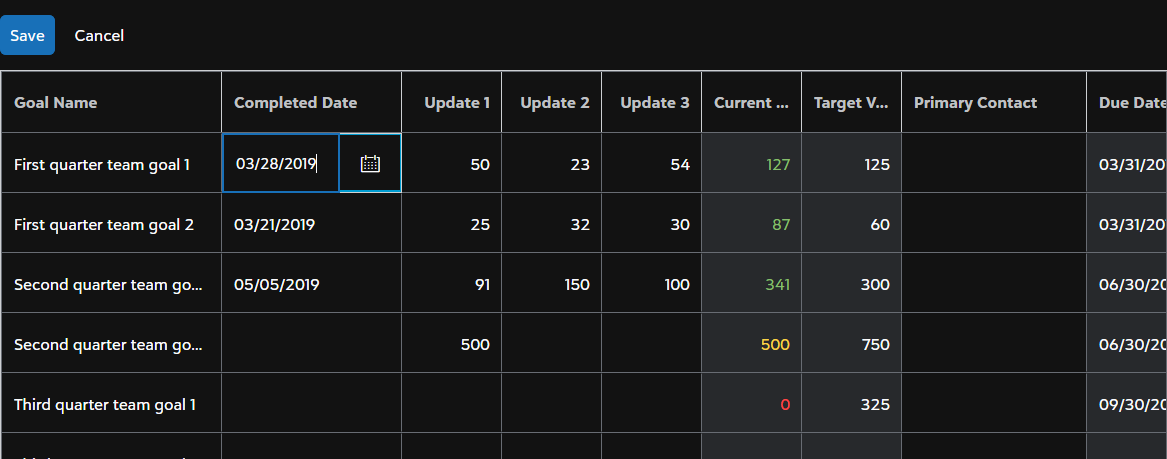 Save Cancel
Goal Name Completed Date Update 1 Update 2 Update 3 Current ... Target V... Primary Contact Due Date
First quarter team goal 1 03/28/2019 50 23 54 127 125 03/31/20
First quarter team goal 2 03/21/2019 25 32 30 87 60 03/31/20
Second quarter team go... 05/05/2019 91 150 100 341 300 06/30/20
Second quarter team go... 500 500 750 06/30/20
Third quarter team goal 1 0 325 09/30/20